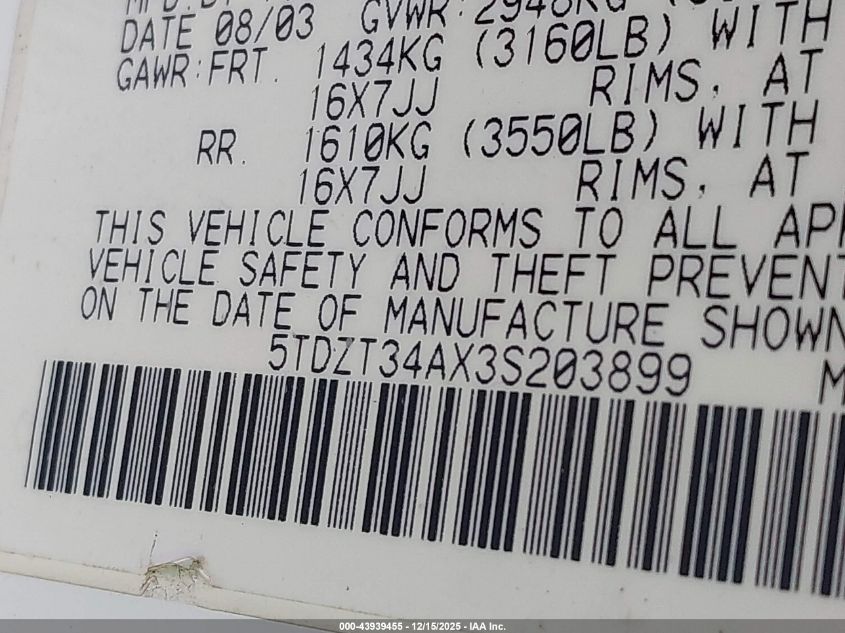 DATE 08/03 GVWR:2948KG
GAWR:FRT. 1434KG (3160LB) WITH
16X7JJ RIMS, AT
RR. 1610KG (3550LB) WITH
16X7JJ RIMS, AT
THIS VEHICLE CONFORMS TO ALL
VEHICLE SAFETY AND THEFT PREVENT
ON THE DATE OF MANUFACTURE SHOWN
5TDZT34AX3S203899 M
000-43939455 - 12/15/2025 - IAA Inc.